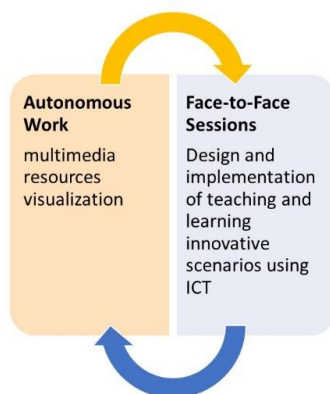 Autonomous
Work
multimedia
resources
visualization
Face-to-Face
Sessions
Design and
implementation
of teaching and
learning
innovative
scenarios using
ICT